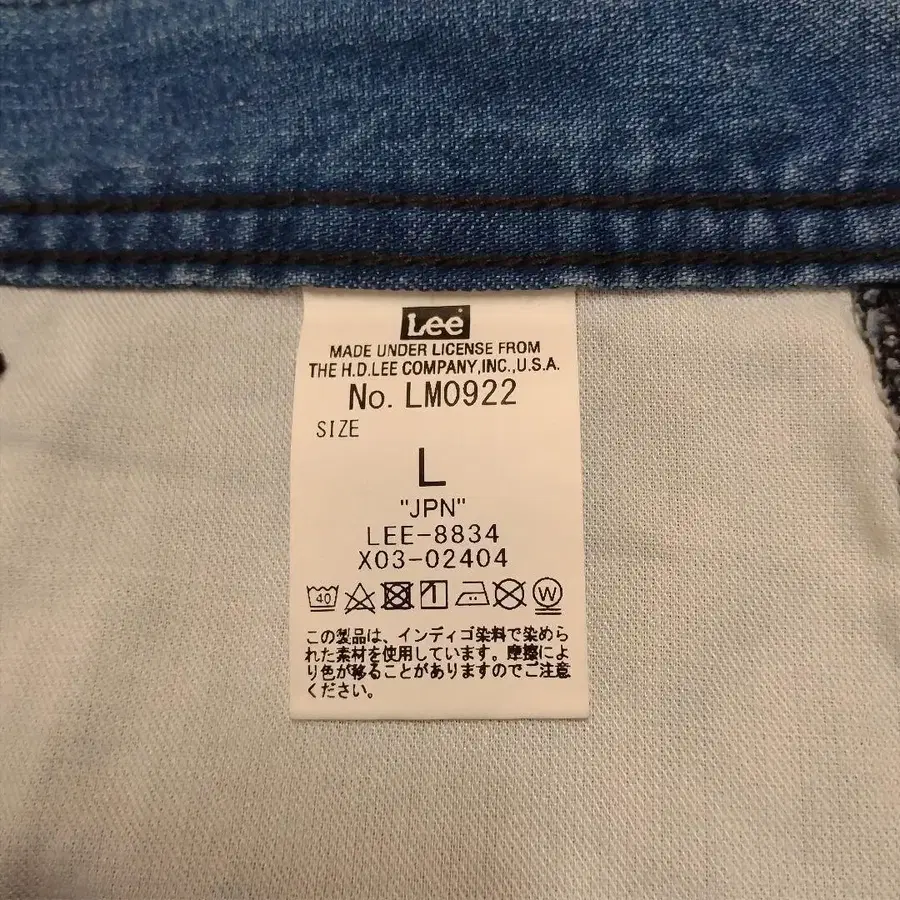 Lee
MADE UNDER LICENSE FROM
THE H.D.LEE COMPANY,INC.,U.S.A.
No. LM0922
SIZE
L
"JPN"
LEE-8834
X03-02404
40 W
この製品は、インディゴ染料で染めら
れた素材を使用しています。摩擦によ
り色が移ることがありますのでご注意
ください。